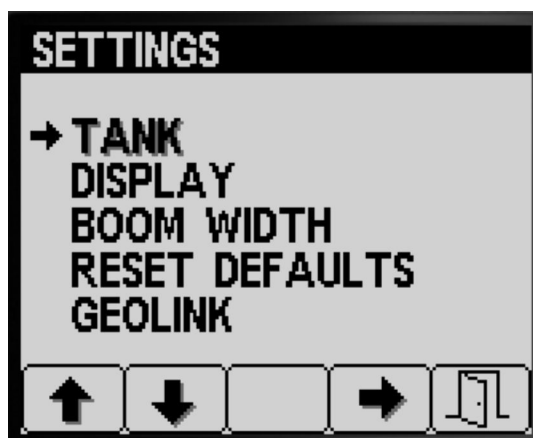 SETTINGS
TANK
DISPLAY
BOOM WIDTH
RESET DEFAULTS
GEOLINK